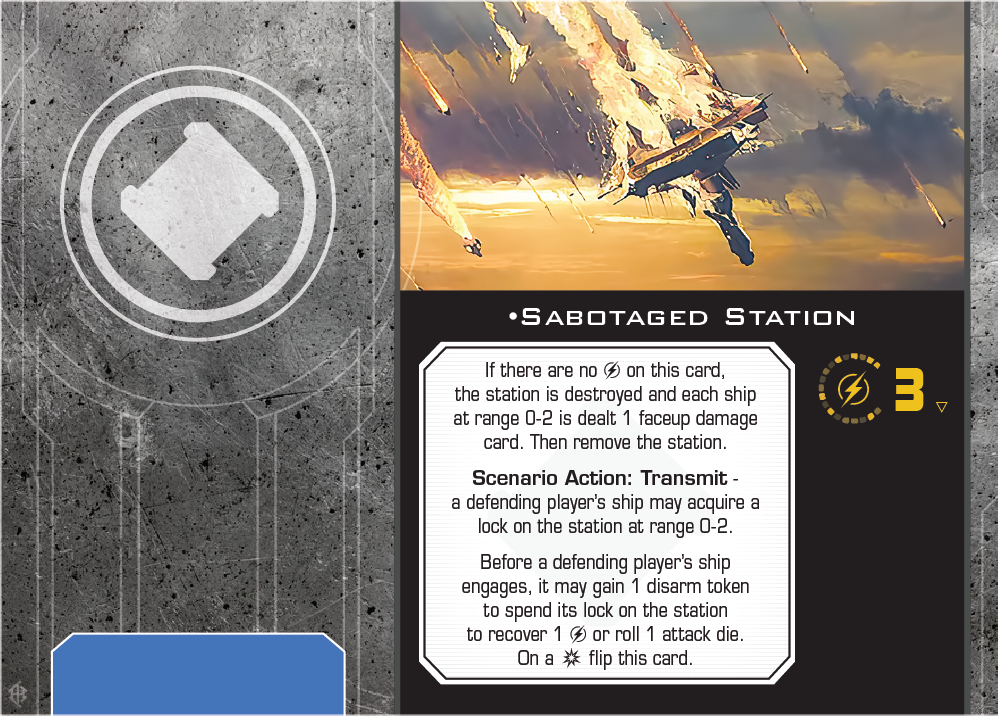 •Sabotaged Station
If there are no on this card,
the station is destroyed and each ship
at range 0-2 is dealt 1 faceup damage
card. Then remove the station.
Scenario Action: Transmit -
a defending player's ship may acquire a
lock on the station at range 0-2.
Before a defending player's ship
engages, it may gain 1 disarm token
to spend its lock on the station
to recover 1 or roll 1 attack die.
On a flip this card.
3